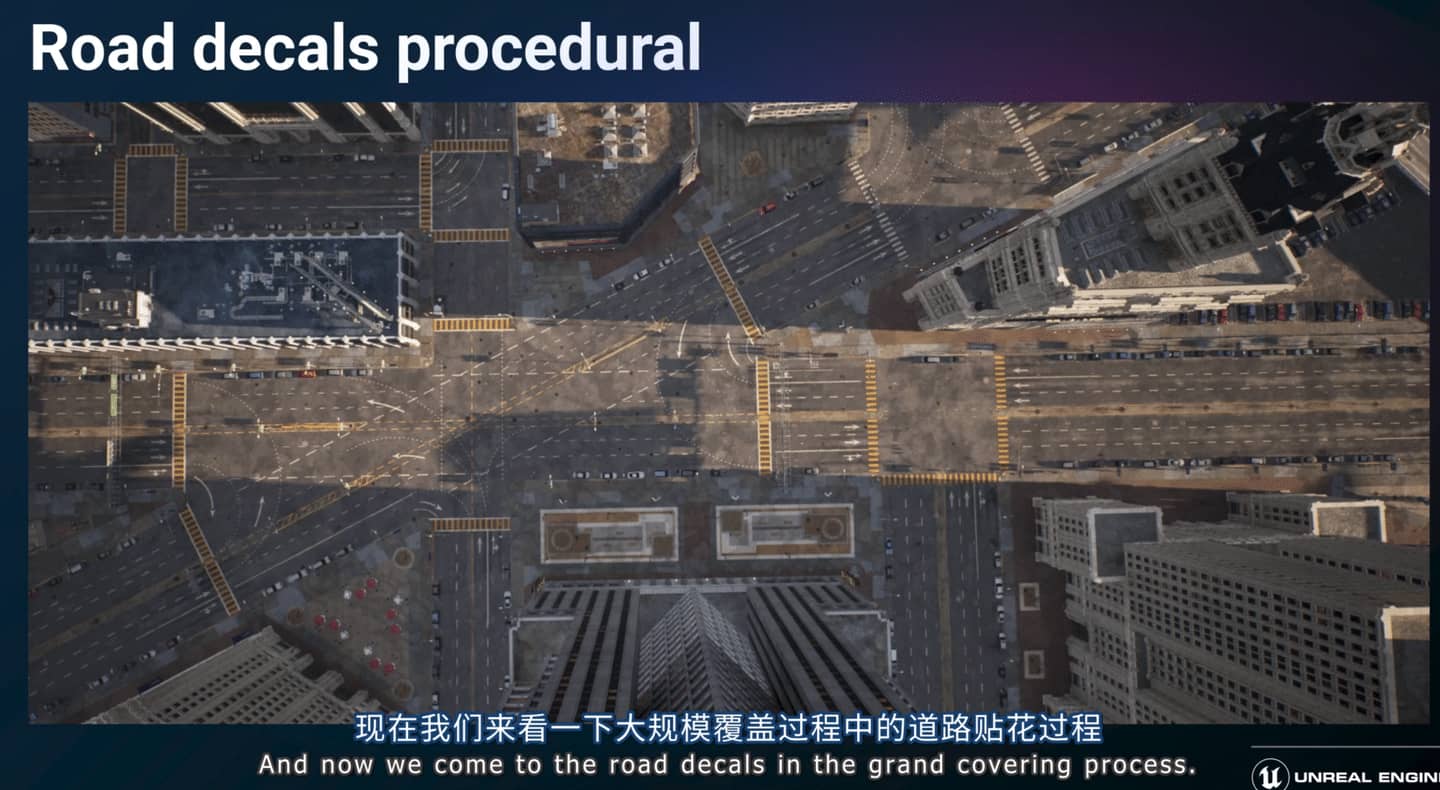 Road decals procedural
现在我们来看一下大规模覆盖过程中的道路贴花过程
And now we come to the road decals in the grand covering process.
UNREAL ENGIN